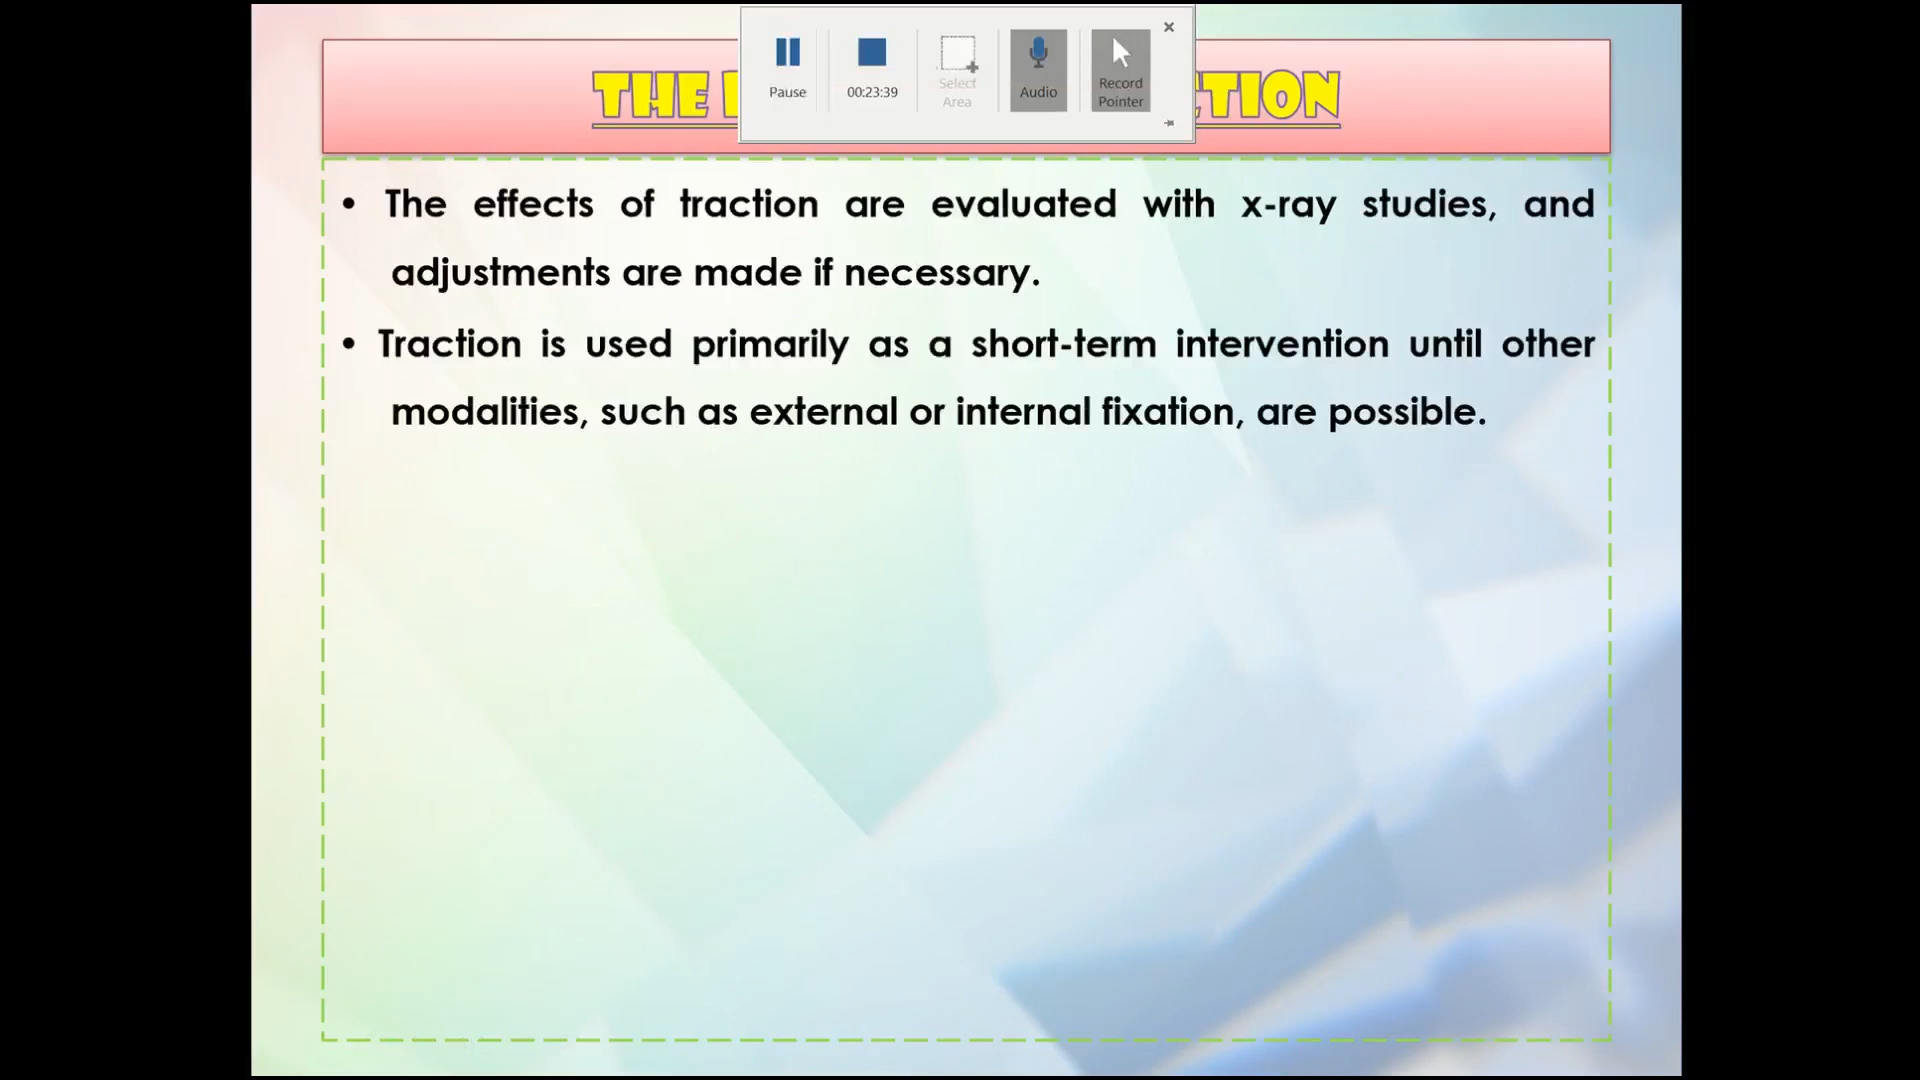 THE
TION
Pause
00:23:39
Select
Area
Audio
Record
Pointer
• The effects of traction are evaluated with x-ray studies, and
adjustments are made if necessary.
• Traction is used primarily as a short-term intervention until other
modalities, such as external or internal fixation, are possible.